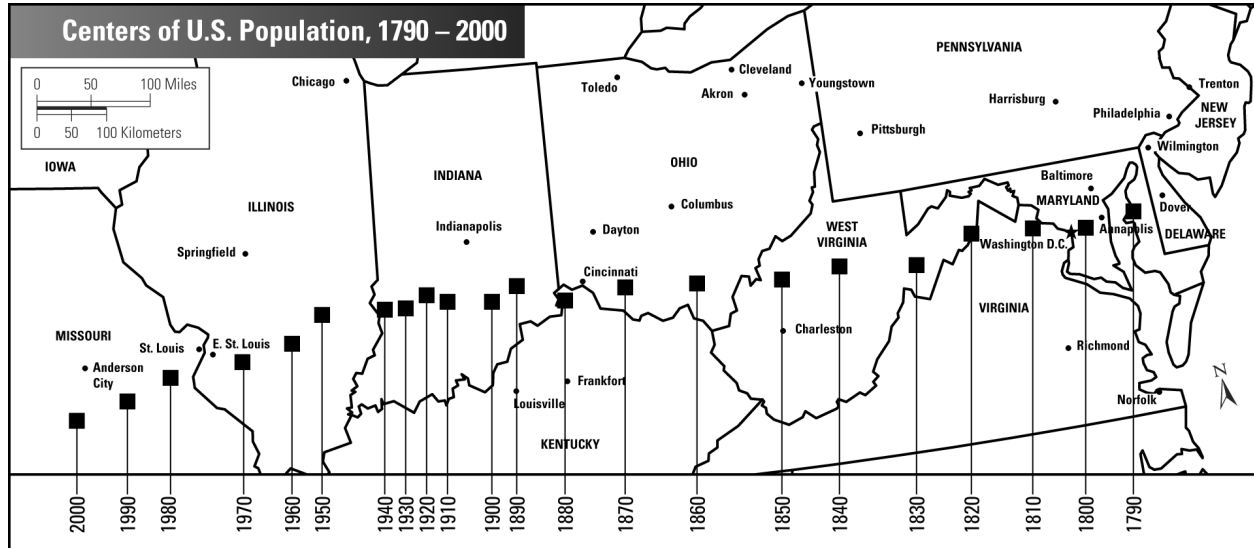 Centers of U.S. Population, 1790 – 2000
0 50 100 Miles
0 50 100 Kilometers
IOWA
ILLINOIS
Chicago
Springfield
MISSOURI
St. Louis
E. St. Louis
Anderson
City
INDIANA
Indianapolis
Toledo
Cleveland
Akron
Youngstown
OHIO
Columbus
Dayton
Cincinnati
Frankfort
Louisville
KENTUCKY
PENNSYLVANIA
Harrisburg
Pittsburgh
Philadelphia
Trenton
NEW
JERSEY
Wilmington
Baltimore
MARYLAND
Annapolis
Dover
DELAWARE
Washington D.C.
WEST
VIRGINIA
Charleston
VIRGINIA
Richmond
Norfolk
N
2000
1990
1980
1970
1960
1950
1940
1930
1920
1910
1900
1890
1880
1870
1860
1850
1840
1830
1820
1810
1800
1790